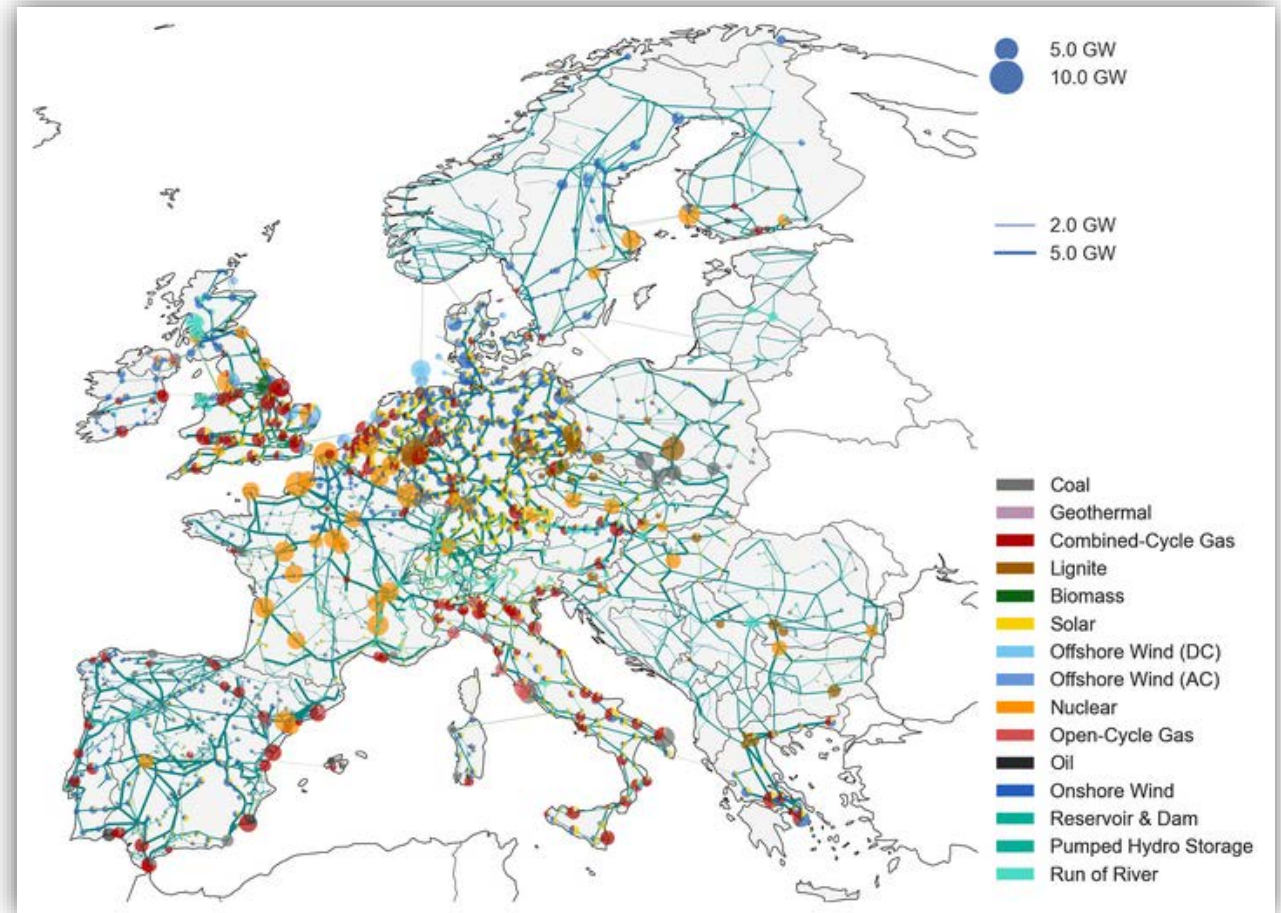 5.0 GW
10.0 GW
2.0 GW
5.0 GW
Coal
Geothermal
Combined-Cycle Gas
Lignite
Biomass
Solar
Offshore Wind (DC)
Offshore Wind (AC)
Nuclear
Open-Cycle Gas
Oil
Onshore Wind
Reservoir & Dam
Pumped Hydro Storage
Run of River